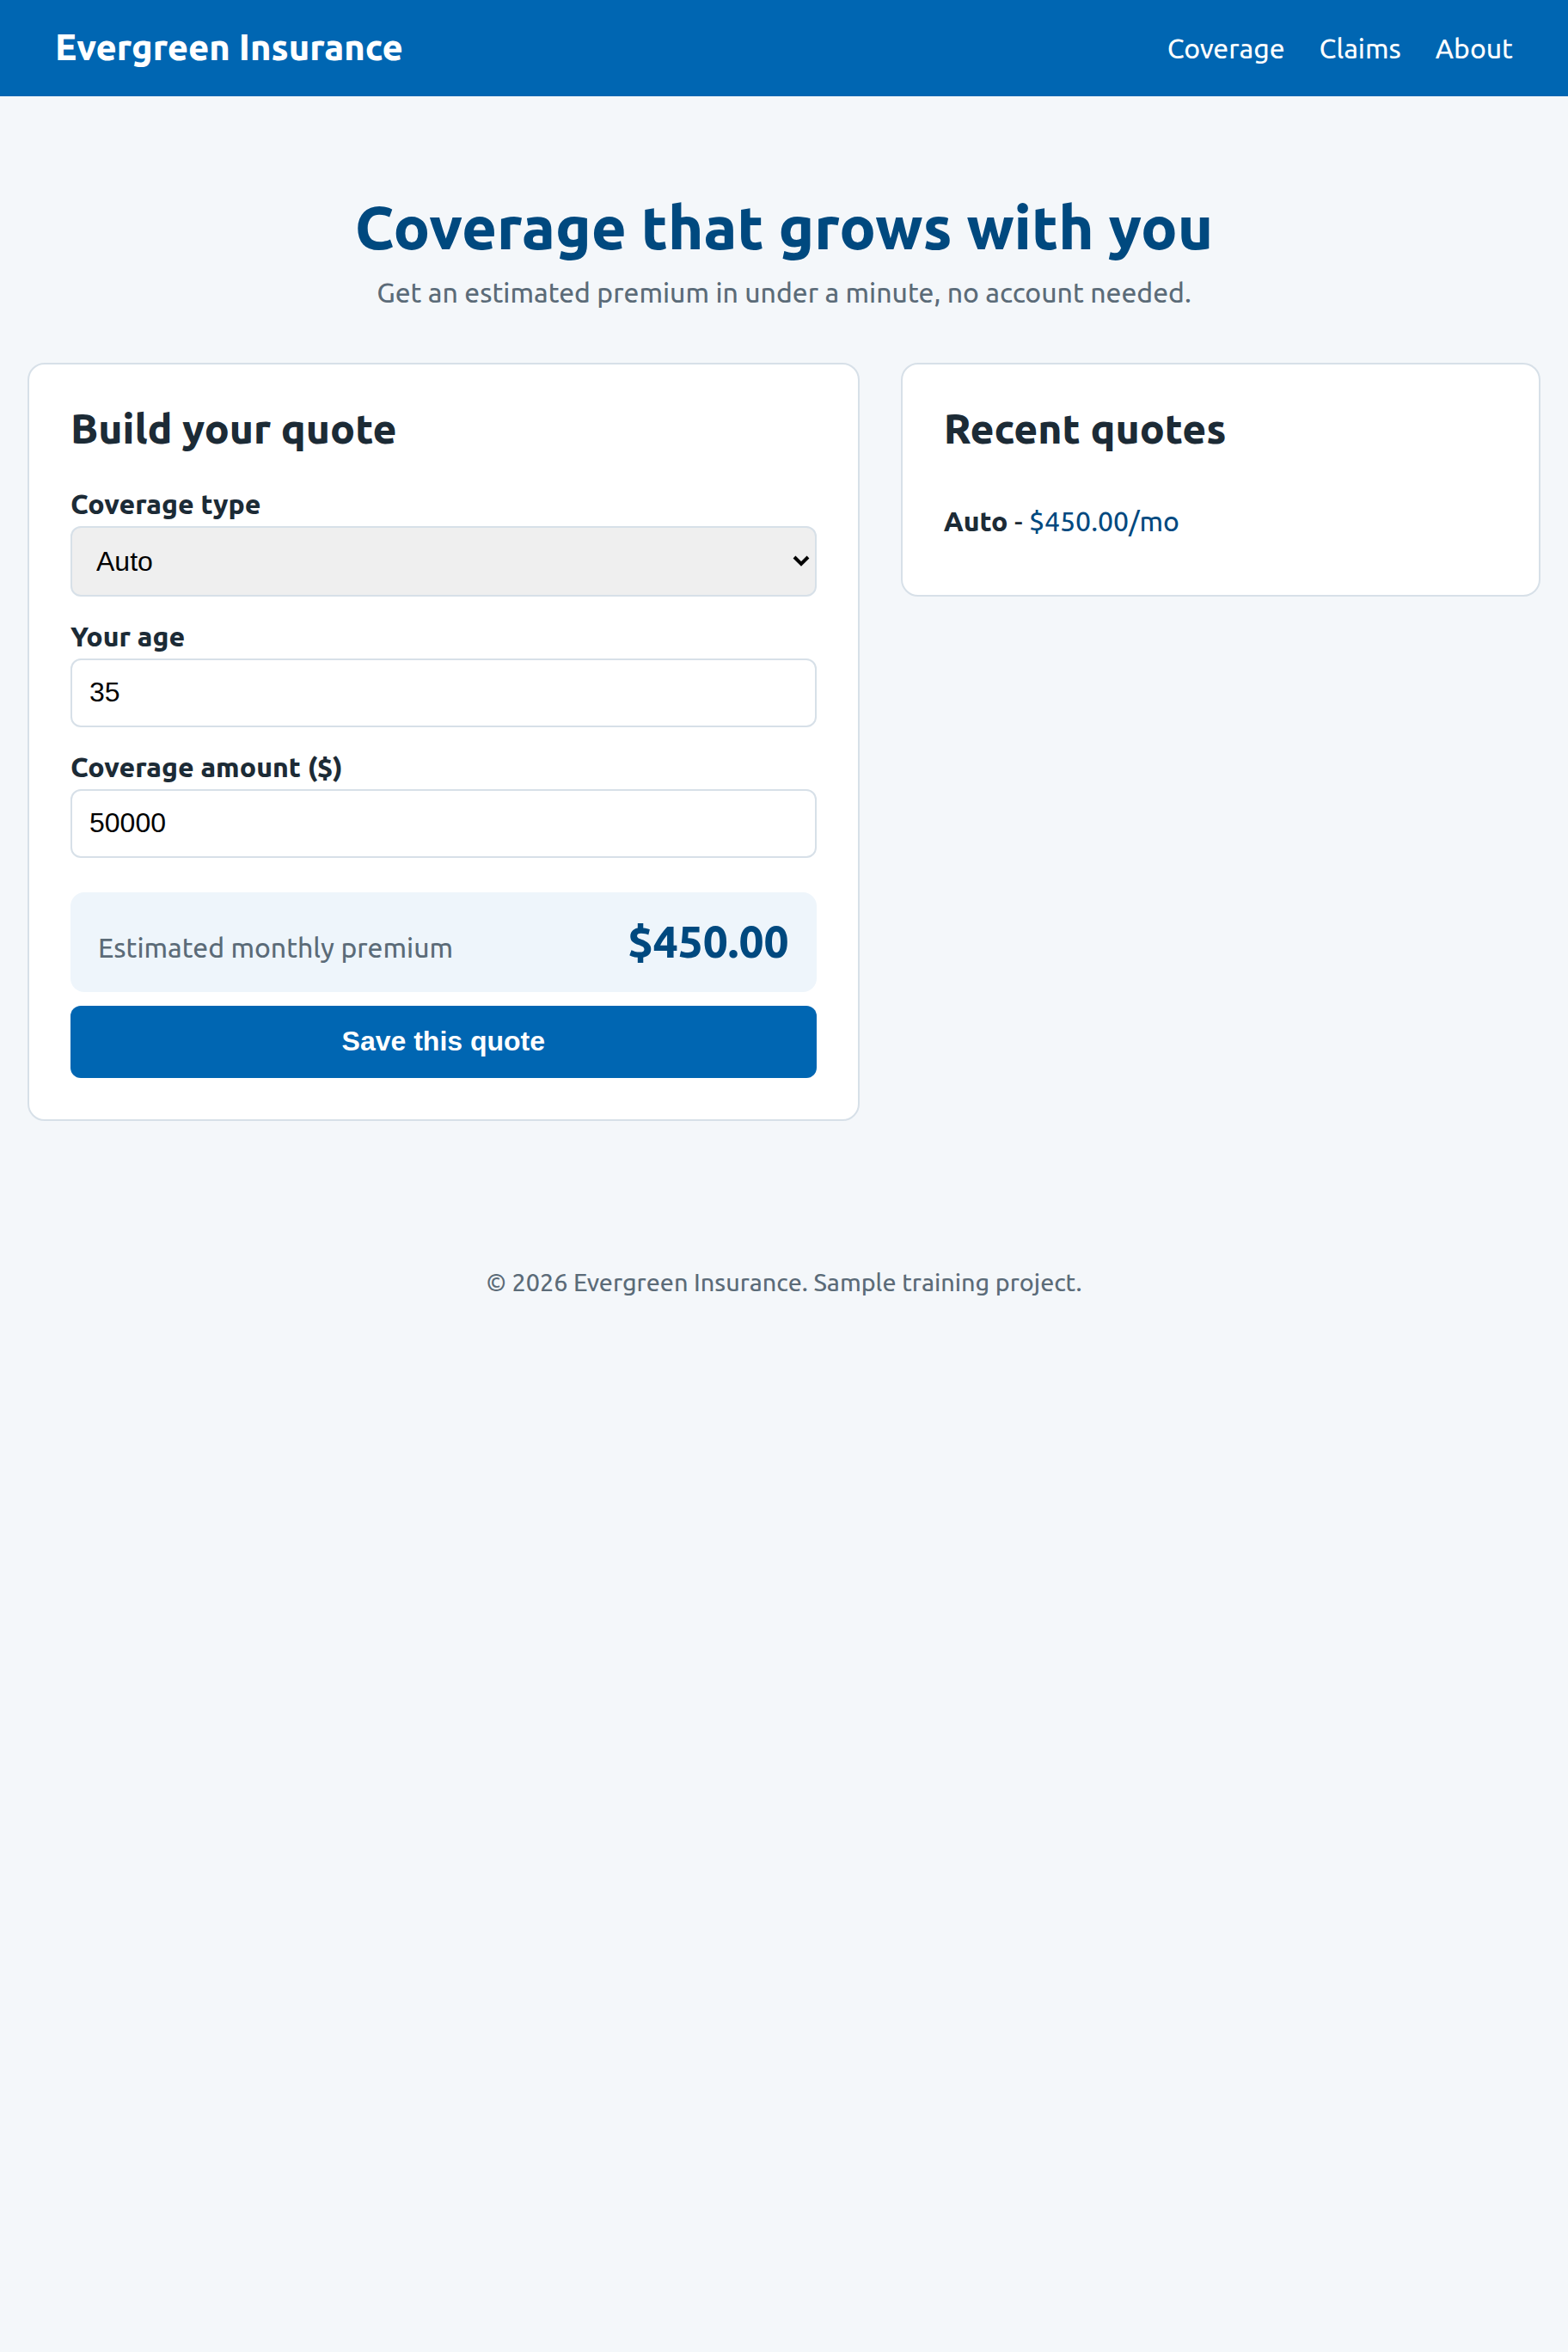 Evergreen Insurance
Coverage Claims About
Coverage that grows with you
Get an estimated premium in under a minute, no account needed.
Build your quote
Coverage type
Auto
Your age
35
Coverage amount ($)
50000
Estimated monthly premium $450.00
Save this quote
Recent quotes
Auto - $450.00/mo
© 2026 Evergreen Insurance. Sample training project.